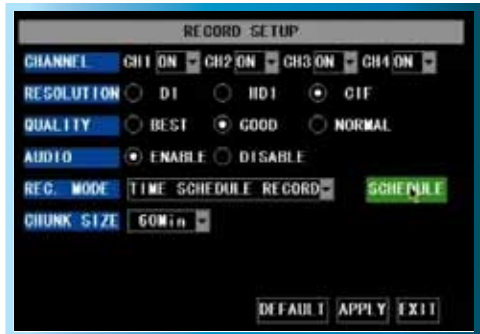 RECORD SETUP
CHANNEL CH1 ON CH2 ON CH3 ON CH4 ON
RESOLUTION D1 HD1 CIF
QUALITY BEST GOOD NORMAL
AUDIO ENABLE DISABLE
REC. MODE TIME SCHEDULE RECORD SCHEDULE
CHUNK SIZE 60Min
DEFAULT APPLY EXIT